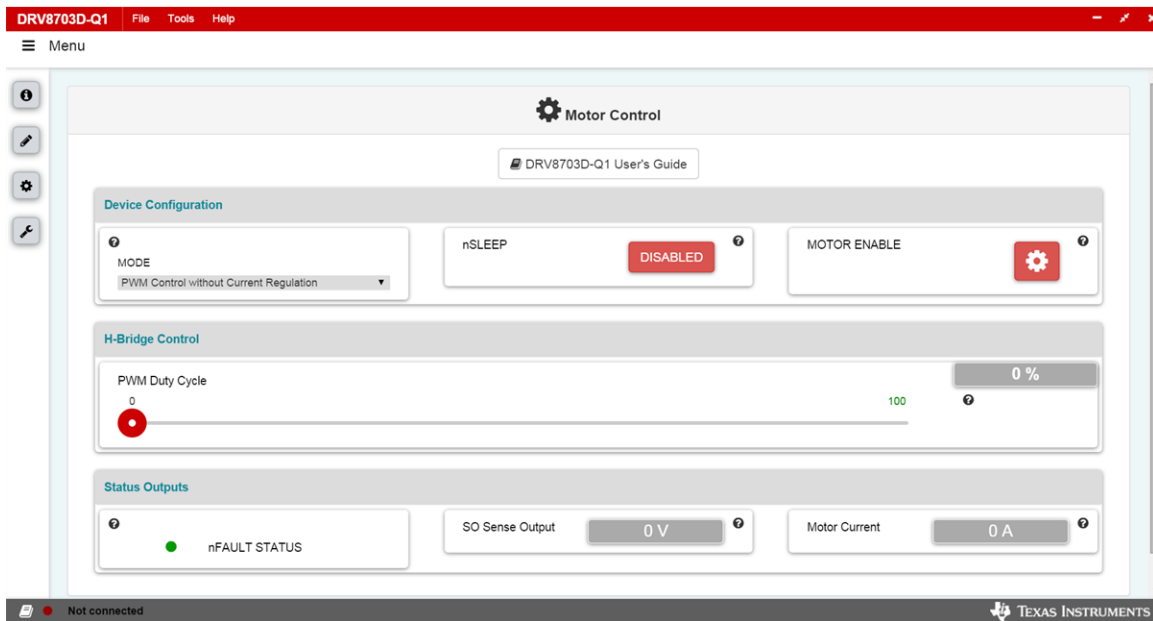 DRV8703D-Q1 File Tools Help
Menu
Motor Control
DRV8703D-Q1 User's Guide
Device Configuration
MODE
PWM Control without Current Regulation
nSLEEP
DISABLED
MOTOR ENABLE
H-Bridge Control
PWM Duty Cycle
0 %
0
100
Status Outputs
nFAULT STATUS
SO Sense Output
0 V
Motor Current
0 A
Not connected
TEXAS INSTRUMENTS